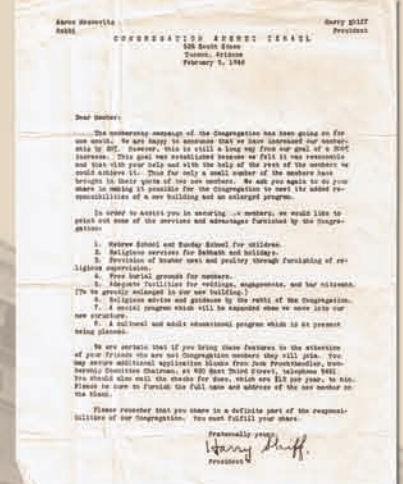 Rabbi
Harry Shiff
President
CONGREGATION ANSHEI ISRAEL
Tucson, Arizona
February 5,
Dear Member:
The membership campaign of the Congregation has been going on for
one month. We are happy to announce that we have increased our member-
ship by However, this is still a long way from our goal of a
increase. This goal was established because we felt it was reasonable
and that with your help and with the help of the rest of the members we
could achieve it. Thus far only a small number of the members have
brought in their quota of two new members. We ask you again to do your
share in making it possible for the Congregation to meet its added re-
sponsibilities of a new building and an enlarged program.
In order to assist you in securing members, we would like to
point out some of the services and advantages furnished by the Congre-
gation:
1. Hebrew School and Sunday School for children.
2. Religious services for Sabbath and holidays.
3. Provision of kosher meat and poultry through furnishing of re-
ligious supervision.
4. Free burial grounds for members.
5. Adequate facilities for weddings, engagements, and bar mitzvahs
(To be greatly enlarged in our new building.)
6. Religious advice and guidance by the rabbi of the Congregation.
7. A social program which will be expanded when we move into our
new structure.
8. A cultural and adult educational program which is at present
being planned.
We are certain that if you bring these features to the attention
of your friends who are not Congregation members they will join. You
may secure additional application blanks from Jack mem-
bership Committee Chairman, at East Third Street, telephone
You should also mail the checks for dues, which are per year, to him.
Please be sure to furnish the full name and address of the new member on
the blank.
Please remember that you share in a definite part of the responsi-
bilities of our Congregation. You must fulfill your share.
Fraternally yours,
Harry Shiff.
President